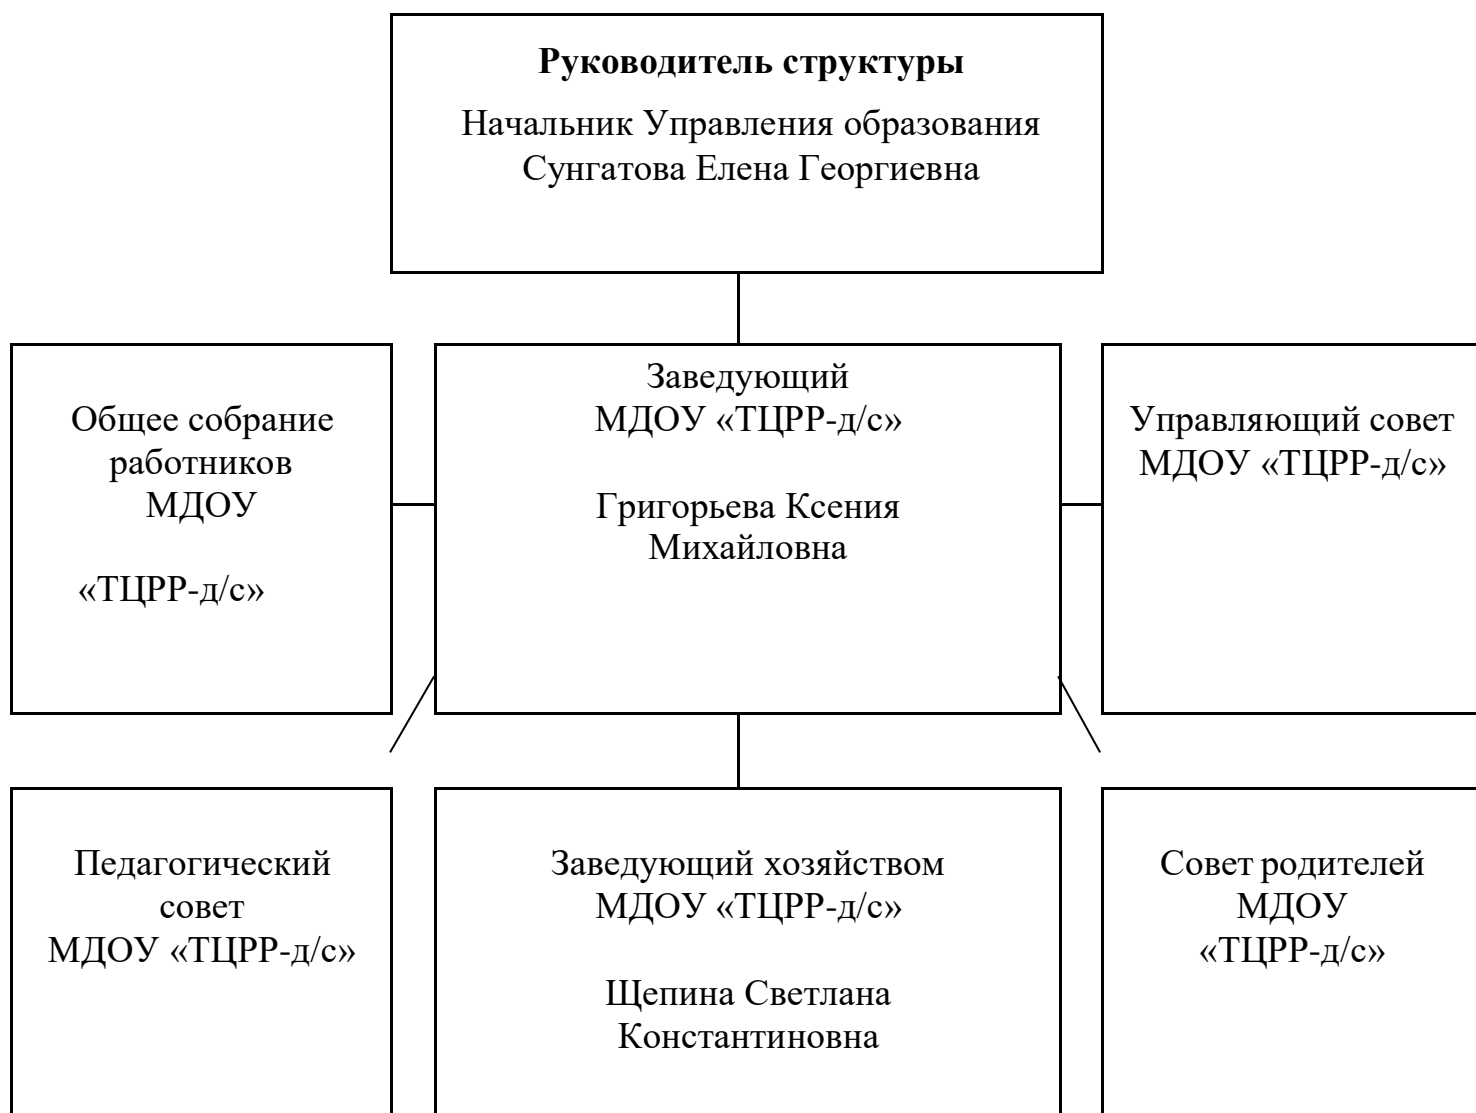 Руководитель структуры
Начальник Управления образования
Сунгатова Елена Георгиевна
Общее собрание
работников
МДОУ
«ТЦРР-д/с»
Заведующий
МДОУ «ТЦРР-д/с»
Григорьева Ксения
Михайловна
Управляющий совет
МДОУ «ТЦРР-д/с»
Педагогический
совет
МДОУ «ТЦРР-д/с»
Заведующий хозяйством
МДОУ «ТЦРР-д/с»
Щепина Светлана
Константиновна
Совет родителей
МДОУ
«ТЦРР-д/с»